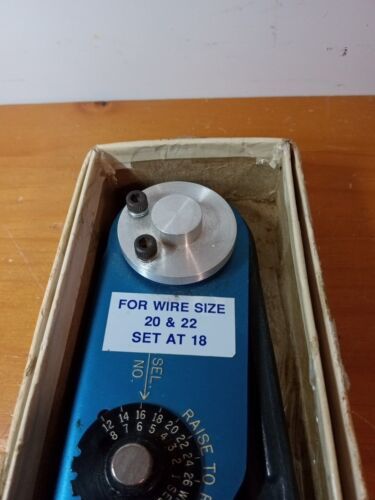 FOR WIRE SIZE
20 & 22
SET AT 18
SEL.
NO.
RAISE TO
12 14 16 18 20 22 24 26
8 7 6 5 4 3 2 1